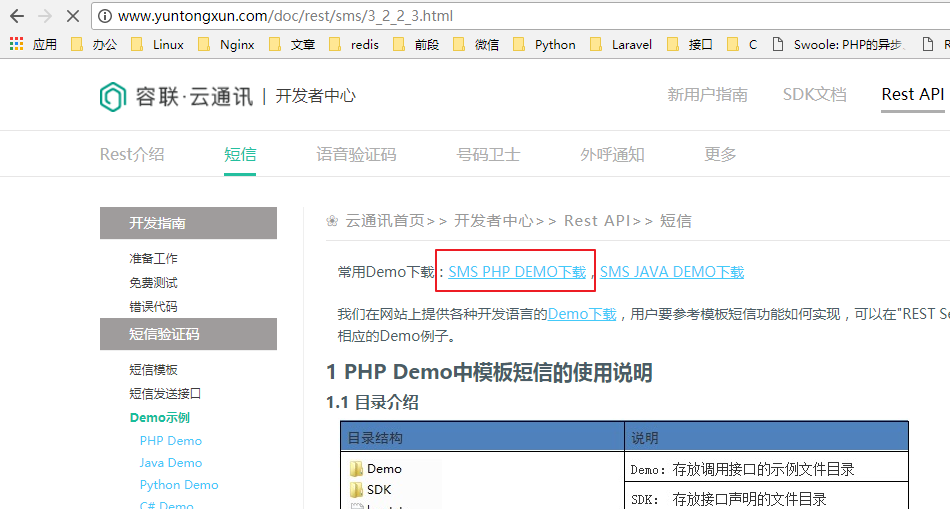 www.yuntongxun.com/doc/rest/sms/3_2_2_3.html
应用 办公 Linux Nginx 文章 redis 前段 微信 Python Laravel 接口 C Swoole: PHP的异步、
容联·云通讯 | 开发者中心 新用户指南 SDK文档 Rest API
Rest介绍 短信 语音验证码 号码卫士 外呼通知 更多
开发指南
准备工作
免费测试
错误代码
短信验证码
短信模板
短信发送接口
Demo示例
PHP Demo
Java Demo
Python Demo
C# Demo
云通讯首页>> 开发者中心>> Rest API>> 短信
常用Demo下载：SMS PHP DEMO下载，SMS JAVA DEMO下载
我们在网站上提供各种开发语言的Demo下载，用户要参考模板短信功能如何实现，可以在"REST Se
相应的Demo例子。
1 PHP Demo中模板短信的使用说明
1.1 目录介绍
目录结构 说明
Demo Demo：存放调用接口的示例文件目录
SDK SDK： 存放接口声明的文件目录